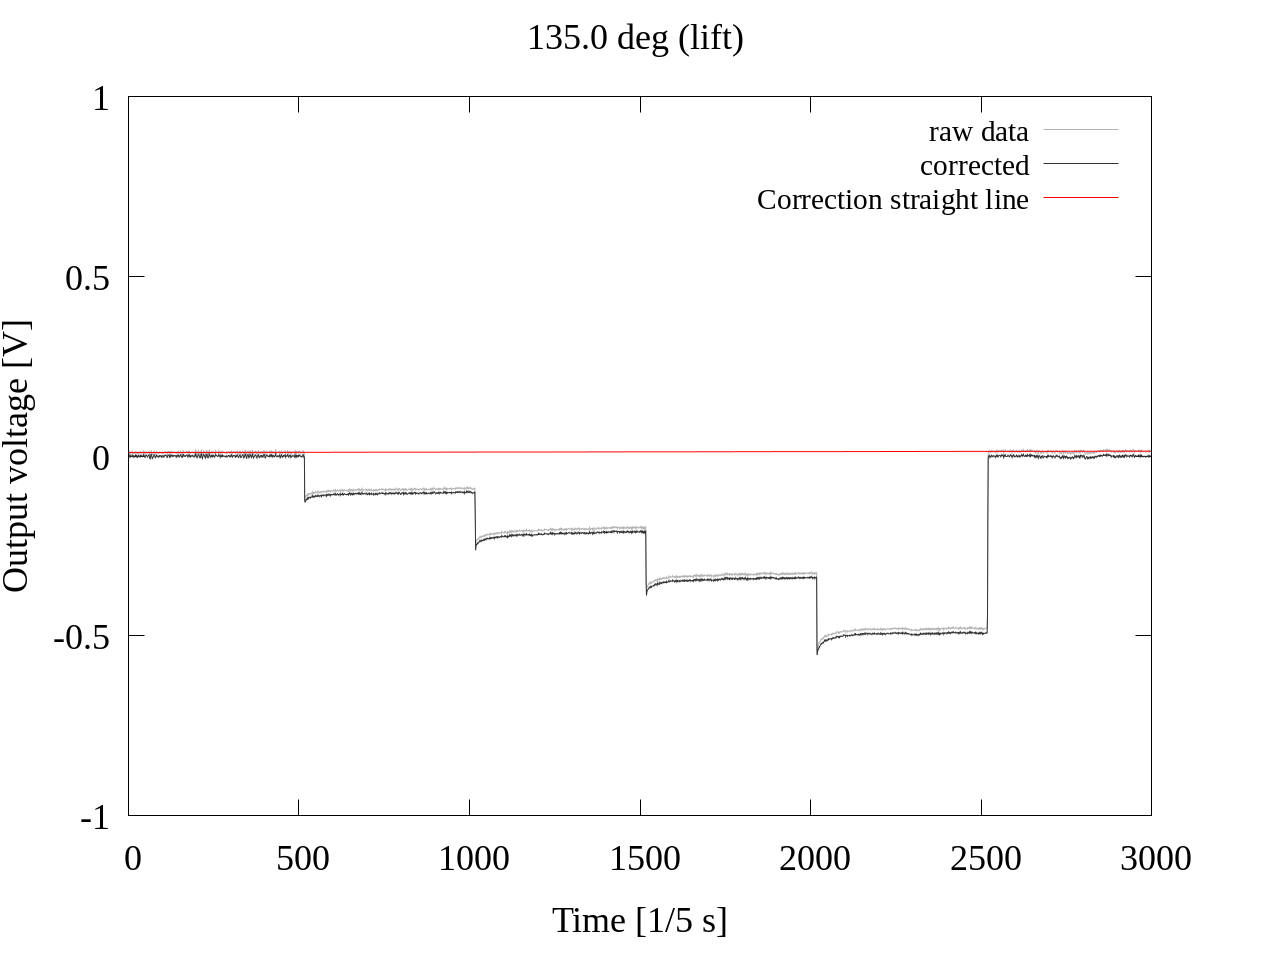 135.0 deg (lift)
raw data
corrected
Correction straight line
1
0.5
0
-0.5
-1
Output voltage [V]
0 500 1000 1500 2000 2500 3000
Time [1/5 s]